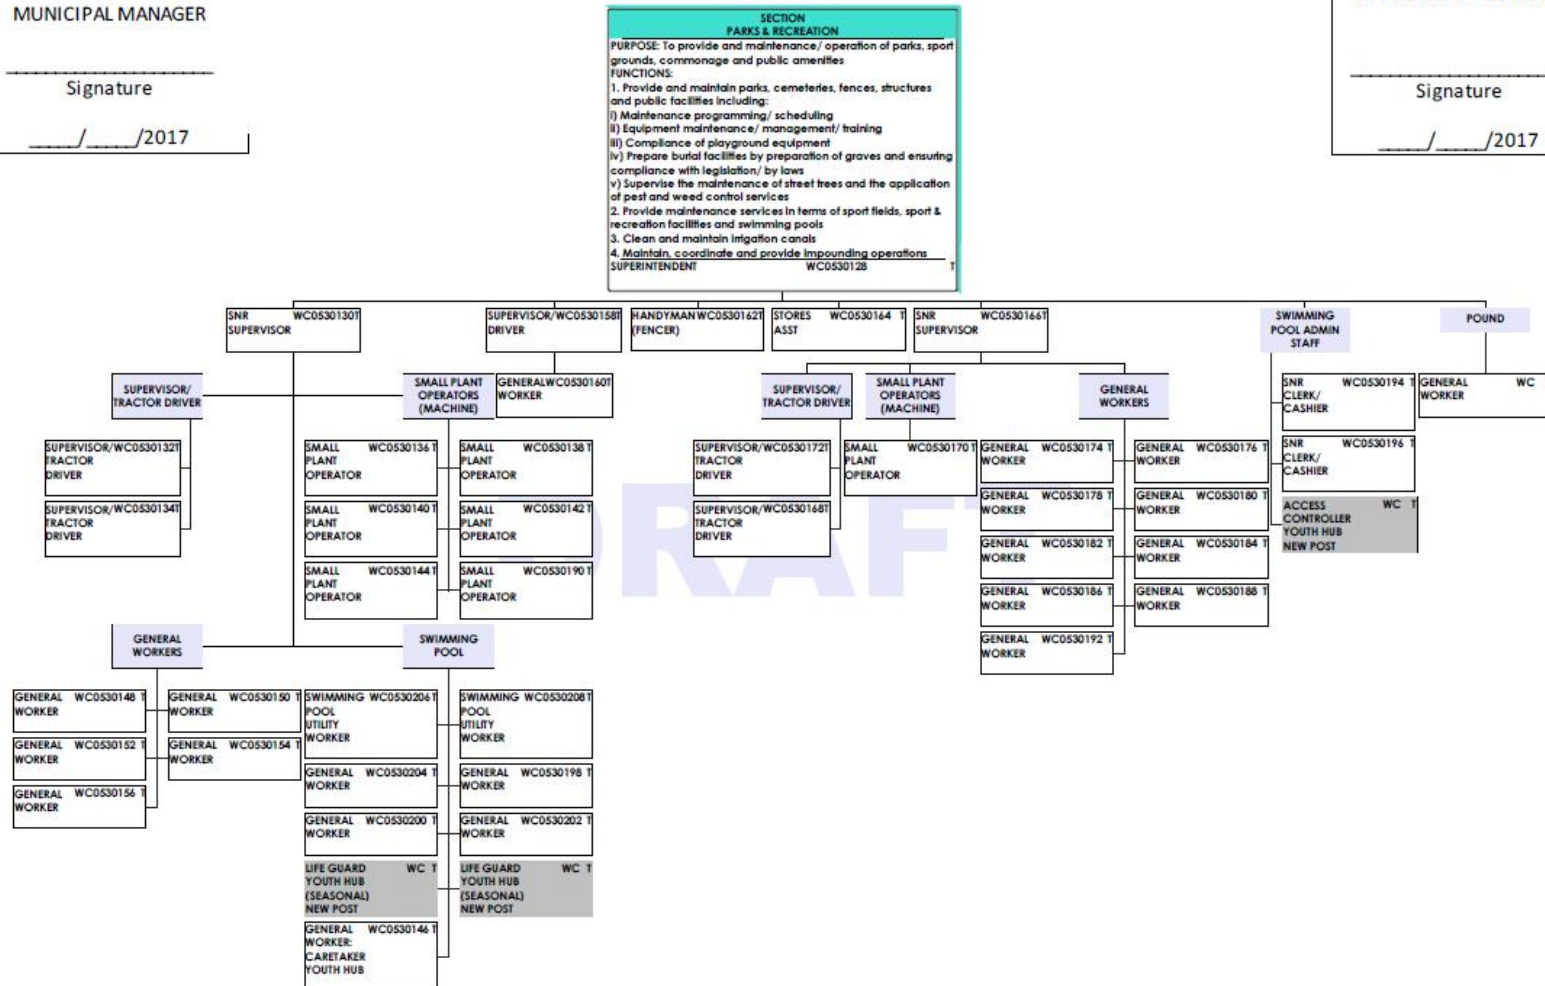 MUNICIPAL MANAGER
Signature
____/____/2017
Signature
____/____/2017
SECTION
PARKS & RECREATION
PURPOSE: To provide and maintenance/ operation of parks, sport
grounds, commonage and public amenities
FUNCTIONS:
1. Provide and maintain parks, cemeteries, fences, structures
and public facilities including:
i) Maintenance programming/ scheduling
ii) Equipment maintenance/ management/ training
iii) Compliance of playground equipment
iv) Prepare burial facilities by preparation of graves and ensuring
compliance with legislation/ by laws
v) Supervise the maintenance of street trees and the application
of pest and weed control services
2. Provide maintenance services in terms of sport fields, sport &
recreation facilities and swimming pools
3. Clean and maintain irrigation canals
4. Maintain, coordinate and provide impounding operations
SUPERINTENDENT WC0530128 T
SNR WC0530130T
SUPERVISOR
SUPERVISOR/WC0530158T
DRIVER
HANDYMAN WC0530162T
(FENCER)
STORES WC0530164 T
ASST
SNR WC0530166T
SUPERVISOR
SWIMMING
POOL ADMIN
STAFF
POUND
SUPERVISOR/
TRACTOR DRIVER
SMALL PLANT
OPERATORS
(MACHINE)
GENERALWC0530160T
WORKER
SUPERVISOR/
TRACTOR DRIVER
SMALL PLANT
OPERATORS
(MACHINE)
GENERAL
WORKERS
SNR WC0530194 T
CLERK/
CASHIER
GENERAL WC
WORKER
SUPERVISOR/WC0530132T
TRACTOR
DRIVER
SMALL WC0530136 T
PLANT
OPERATOR
SMALL WC0530138 T
PLANT
OPERATOR
SUPERVISOR/WC0530172T
TRACTOR
DRIVER
SMALL WC0530170 T
PLANT
OPERATOR
GENERAL WC0530174 T
WORKER
GENERAL WC0530176 T
WORKER
SNR WC0530196 T
CLERK/
CASHIER
SUPERVISOR/WC0530134T
TRACTOR
DRIVER
SMALL WC0530140 T
PLANT
OPERATOR
SMALL WC0530142 T
PLANT
OPERATOR
SUPERVISOR/WC0530168T
TRACTOR
DRIVER
GENERAL WC0530178 T
WORKER
GENERAL WC0530180 T
WORKER
ACCESS WC T
CONTROLLER
YOUTH HUB
NEW POST
DRAFT
SMALL WC0530144 T
PLANT
OPERATOR
SMALL WC0530190 T
PLANT
OPERATOR
GENERAL WC0530182 T
WORKER
GENERAL WC0530184 T
WORKER
GENERAL WC0530186 T
WORKER
GENERAL WC0530188 T
WORKER
GENERAL WC0530192 T
WORKER
GENERAL
WORKERS
SWIMMING
POOL
GENERAL WC0530148 T
WORKER
GENERAL WC0530150 T
WORKER
SWIMMING WC0530206T
POOL
UTILITY
WORKER
SWIMMING WC0530208T
POOL
UTILITY
WORKER
GENERAL WC0530152 T
WORKER
GENERAL WC0530154 T
WORKER
GENERAL WC0530204 T
WORKER
GENERAL WC0530198 T
WORKER
GENERAL WC0530156 T
WORKER
GENERAL WC0530200 T
WORKER
GENERAL WC0530202 T
WORKER
LIFE GUARD WC T
YOUTH HUB
(SEASONAL)
NEW POST
LIFE GUARD WC T
YOUTH HUB
(SEASONAL)
NEW POST
GENERAL WC0530146 T
WORKER:
CARETAKER
YOUTH HUB